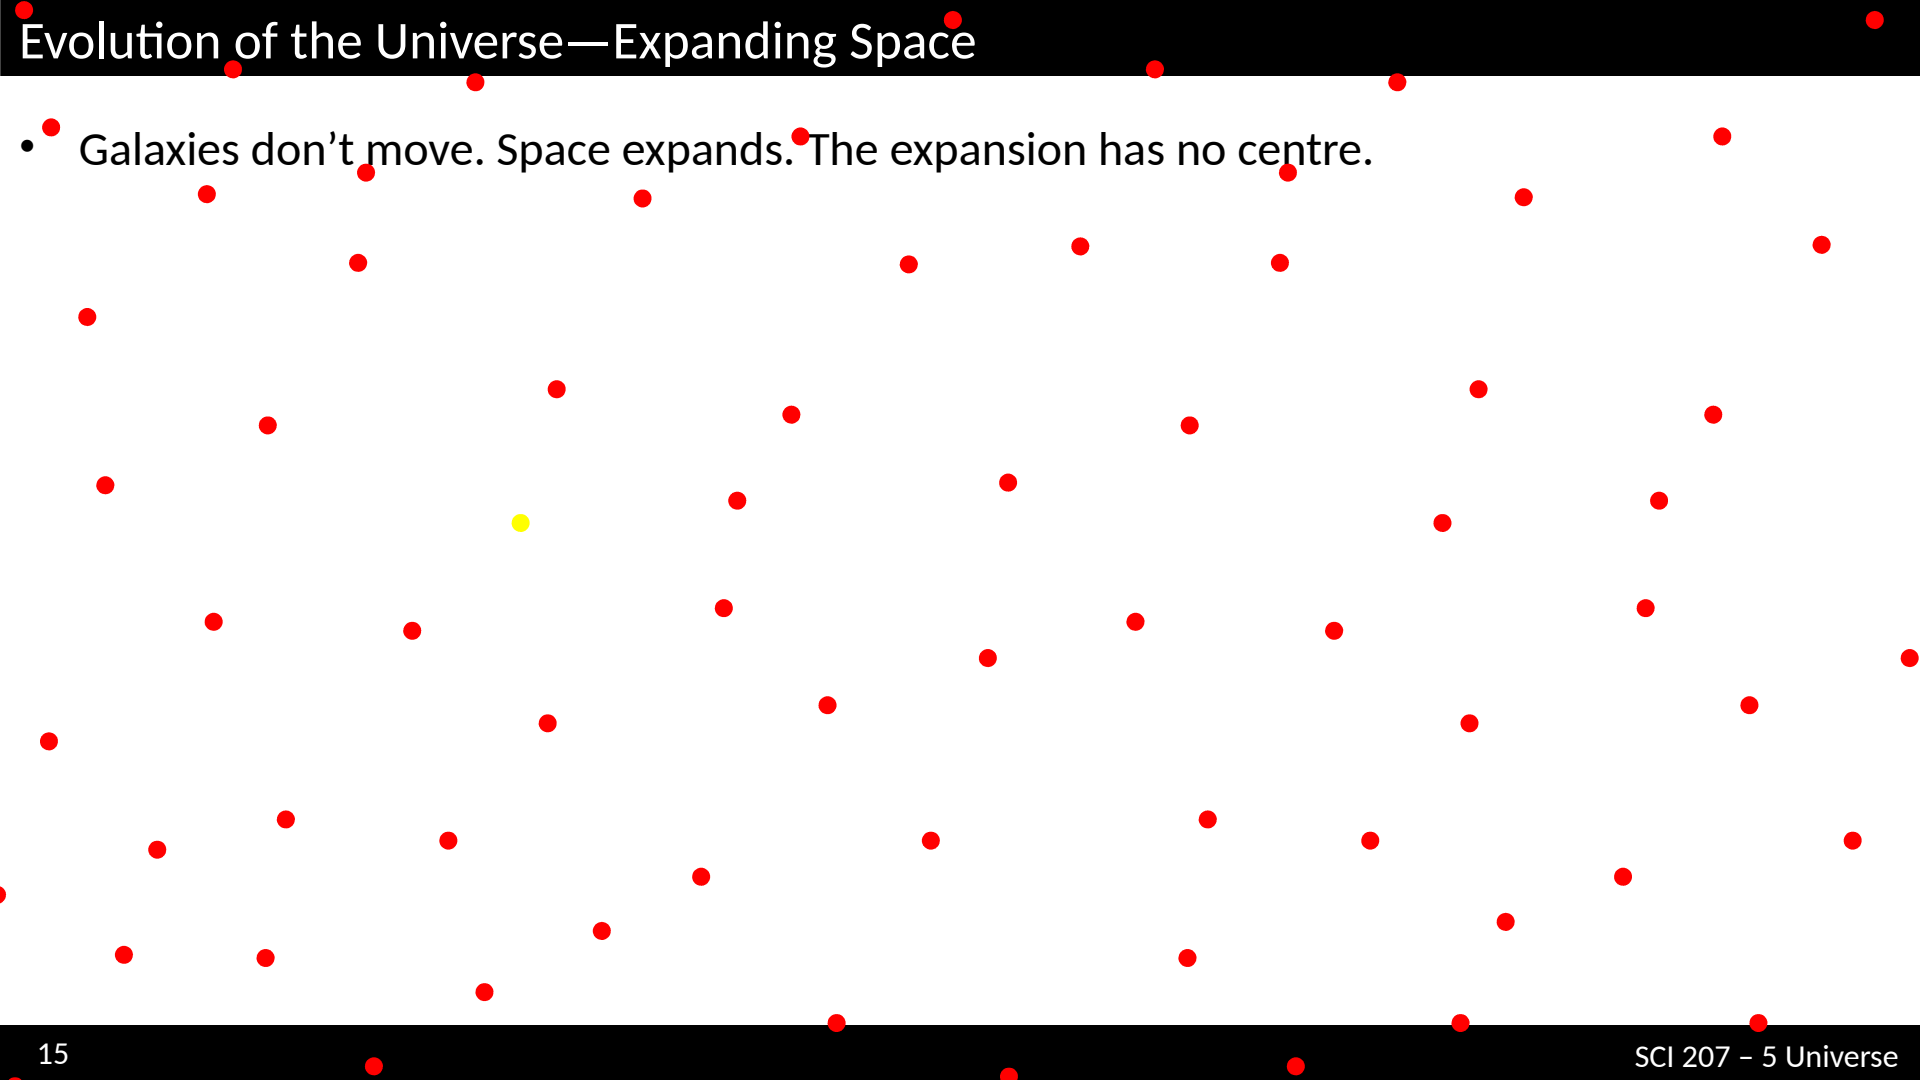 Evolution of the Universe—Expanding Space
• Galaxies don’t move. Space expands. The expansion has no centre.
15
SCI 207 – 5 Universe